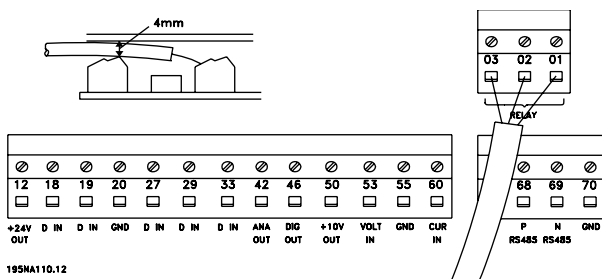 4mm
03 02 01
RELAY
12 18 19 20 27 29 33 42 46 50 53 55 60
+24V OUT D IN D IN GND D IN D IN D IN ANA OUT DIG OUT +10V OUT VOLT IN GND CUR IN
68 69 70
P RS485 N RS485 GND
195NA110.12